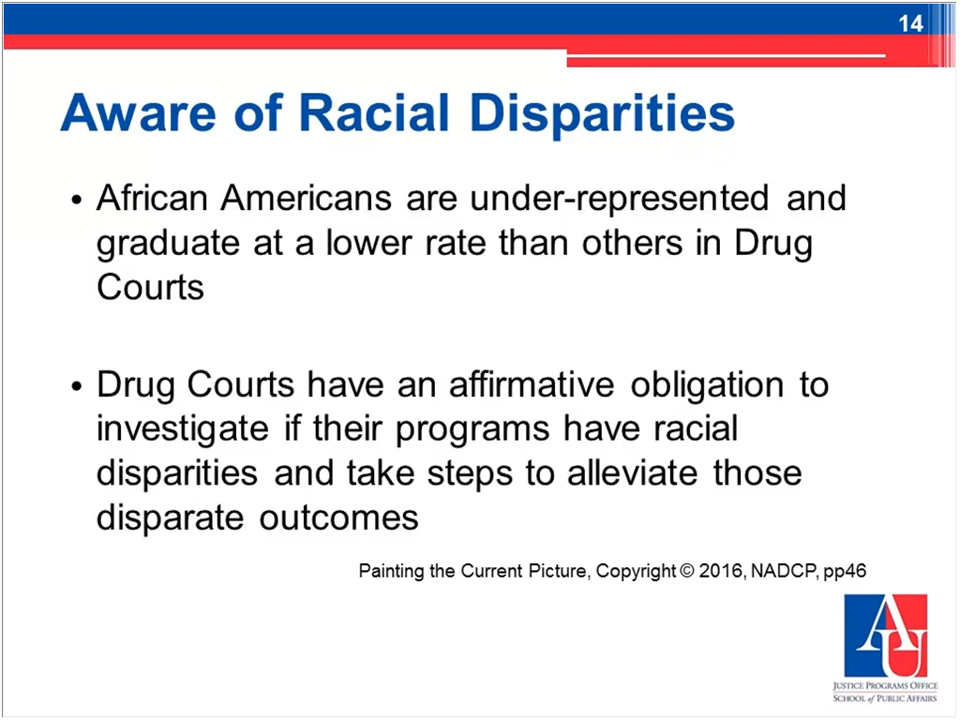 14
Aware of Racial Disparities
• African Americans are under-represented and
graduate at a lower rate than others in Drug
Courts
• Drug Courts have an affirmative obligation to
investigate if their programs have racial
disparities and take steps to alleviate those
disparate outcomes
Painting the Current Picture, Copyright © 2016, NADCP, pp46
AU
JUSTICE PROGRAMS OFFICE
SCHOOL of PUBLIC AFFAIRS